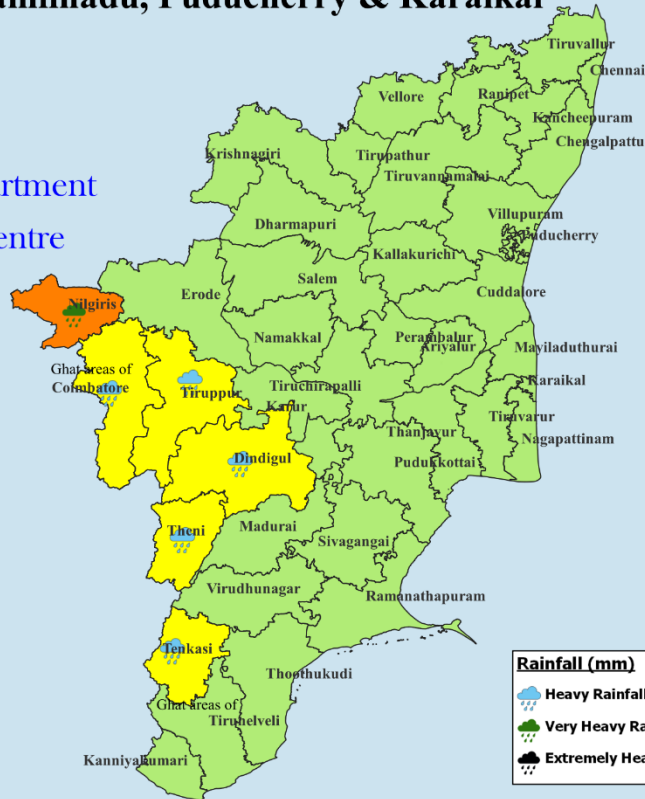 Puducherry & Karaikal
Tiruvallur
Chennai
Vellore
Ranipet
Kancheepuram
Chengalpattu
Krishnagiri
Tirupathur
Tiruvannamalai
artment
Dharmapuri
Villupuram
Puducherry
entre
Kallakurichi
Salem
Erode
Cuddalore
Nilgiris
Namakkal
Perambalur
Ariyalur
Mayiladuthurai
Ghat areas of
Coimbatore
Tiruppur
Tiruchirapalli
Karaikal
Karur
Tiruvarur
Thanjavur
Nagapattinam
Dindigul
Pudukkottai
Theni
Madurai
Sivagangai
Virudhunagar
Ramanathapuram
Tenkasi
Thoothukudi
Ghat areas of
Tirunelveli
Kanniyakumari
Rainfall (mm)
Heavy Rainfall
Very Heavy Ra
Extremely Hea